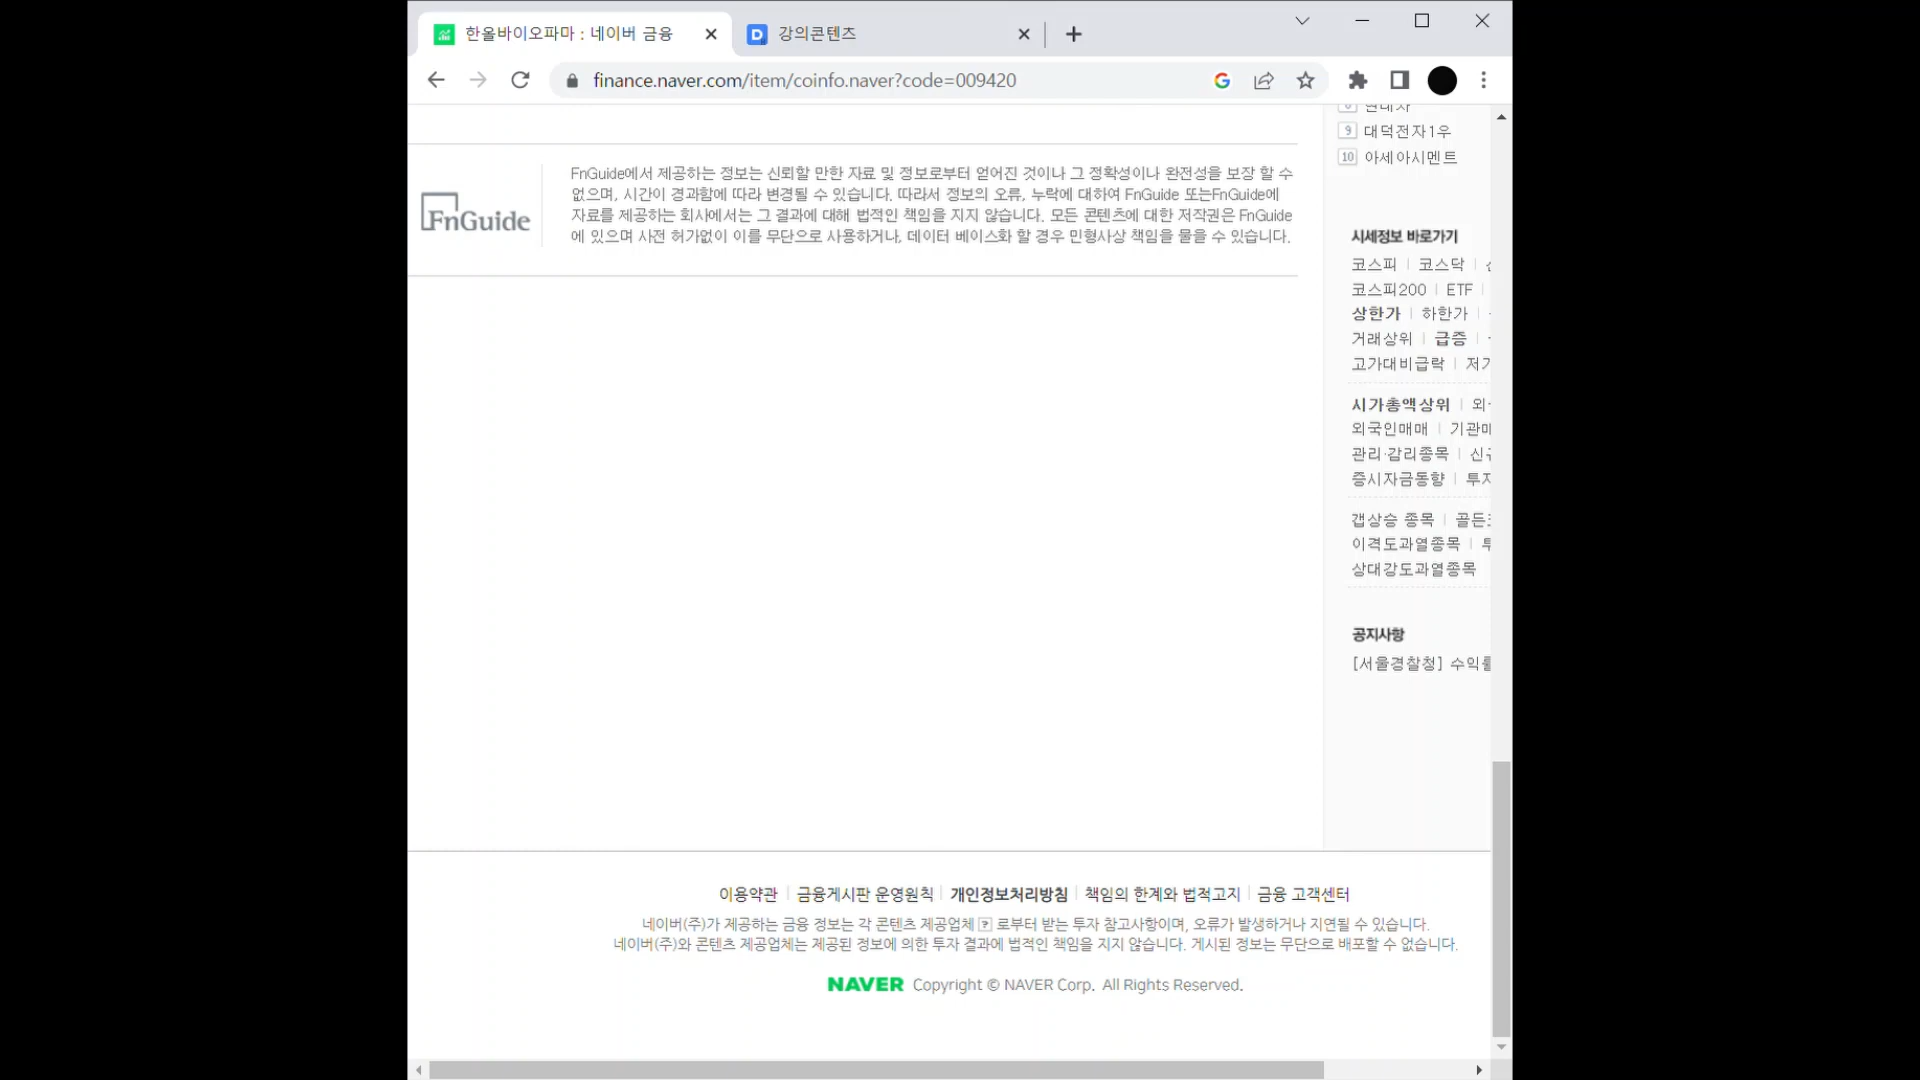 한올바이오파마 : 네이버 금융
강의콘텐츠
finance.naver.com/item/coinfo.naver?code=009420
9 대덕전자1우
10 아세아시멘트
FnGuide
FnGuide에서 제공하는 정보는 신뢰할 만한 자료 및 정보로부터 얻어진 것이나 그 정확성이나 완전성을 보장 할 수
없으며, 시간이 경과함에 따라 변경될 수 있습니다. 따라서 정보의 오류, 누락에 대하여 FnGuide 또는FnGuide에
자료를 제공하는 회사에서는 그 결과에 대해 법적인 책임을 지지 않습니다. 모든 콘텐츠에 대한 저작권은 FnGuide
에 있으며 사전 허가없이 이를 무단으로 사용하거나, 데이터 베이스화 할 경우 민형사상 책임을 물을 수 있습니다.
시세정보 바로가기
코스피 | 코스닥 |
코스피200 | ETF |
상한가 | 하한가 |
거래상위 | 급증 |
고가대비급락 |
시가총액상위 |
외국인매매 |
관리·감리종목 |
증시자금동향 |
갭상승 종목 |
이격도과열종목 |
상대강도과열종목
공지사항
[서울경찰청]
이용약관 | 금융게시판 운영원칙 | 개인정보처리방침 | 책임의 한계와 법적고지 | 금융 고객센터
네이버(주)가 제공하는 금융 정보는 각 콘텐츠 제공업체 ? 로부터 받는 투자 참고사항이며, 오류가 발생하거나 지연될 수 있습니다.
네이버(주)와 콘텐츠 제공업체는 제공된 정보에 의한 투자 결과에 법적인 책임을 지지 않습니다. 게시된 정보는 무단으로 배포할 수 없습니다.
NAVER Copyright © NAVER Corp. All Rights Reserved.